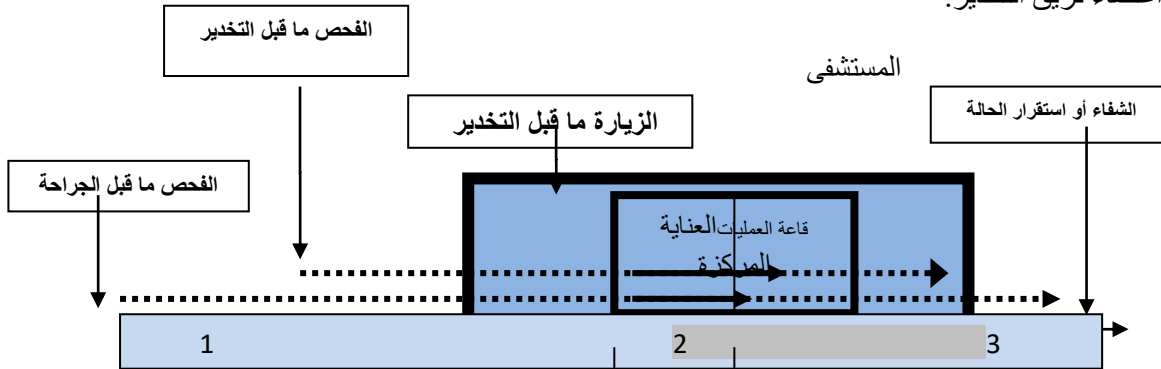 المستشفى
الفحص ما قبل التخدير
الشفاء أو استقرار الحالة
الزيارة ما قبل التخدير
الفحص ما قبل الجراحة
قاعة العمليات العناية
المركزة
1 2 3